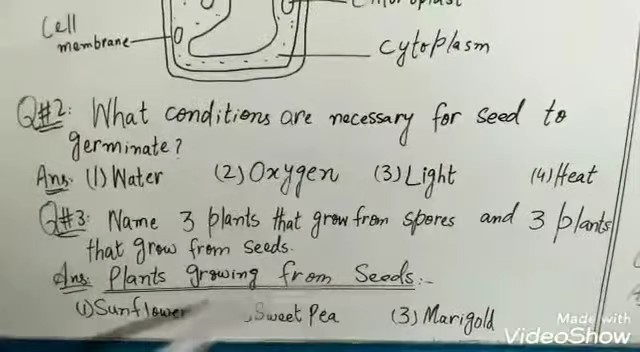 Chloroplast
Cell
membrane
Cytoplasm
Q#2: What conditions are necessary for seed to
germinate?
Ans: (1) Water (2) Oxygen (3) Light (4) Heat
Q#3: Name 3 plants that grow from spores and 3 plants
that grow from seeds.
Ans: Plants growing from Seeds:-
(1) Sunflower Sweet Pea (3) Marigold
Made with
VideoShow